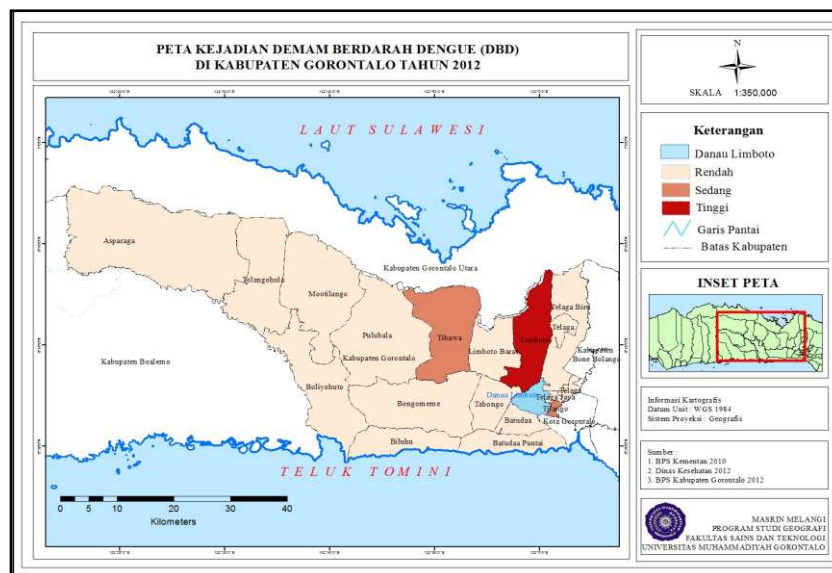 PETA KEJADIAN DEMAM BERDARAH DENGUE (DBD)
DI KABUPATEN GORONTALO TAHUN 2012
N
SKALA 1:350,000
LAUT SULAWESI
Keterangan
Danau Limboto
Rendah
Sedang
Tinggi
Garis Pantai
Batas Kabupaten
Asparaga
Tolangohula
Mootilango
Kabupaten Gorontalo Utara
Pulubala
Tibawa
Limboto Barat
Limboto
Telaga Biru
Telaga
Kabupaten
Bone Bolango
Kabupaten Boalemo
Kabupaten Gorontalo
Boliyohuto
Bongomeme
Tabongo
Danau Limboto
Telaga
Telaga Jaya
Tilango
Kota Gorontalo
Batudaa
Biluhu
Batudaa Pantai
TELUK TOMINI
0 5 10 20 30 40
Kilometers
INSET PETA
Informasi Kartografis
Datum Unit : WGS 1984
Sistem Proyeksi : Geografis
Sumber :
1. BPS Kementan 2010
2. Dinas Kesehatan 2012
3. BPS Kabupaten Gorontalo 2012
MASRIN MELANGI
PROGRAM STUDI GEOGRAFI
FAKULTAS SAINS DAN TEKNOLOGI
UNIVERSITAS MUHAMMADIYAH GORONTALO